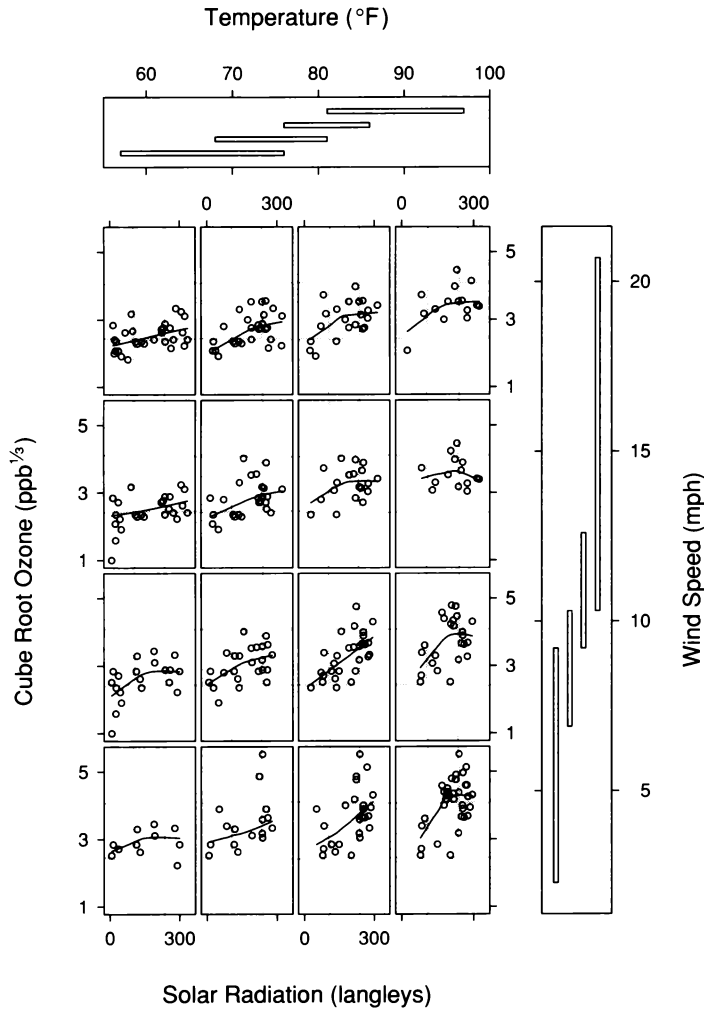 Temperature (°F)
60 70 80 90 100
0 300 0 300
5
3
1
5
3
1
5
3
1
5
3
1
0 300 0 300
20
15
10
5
Cube Root Ozone (ppb^1/3)
Wind Speed (mph)
Solar Radiation (langleys)